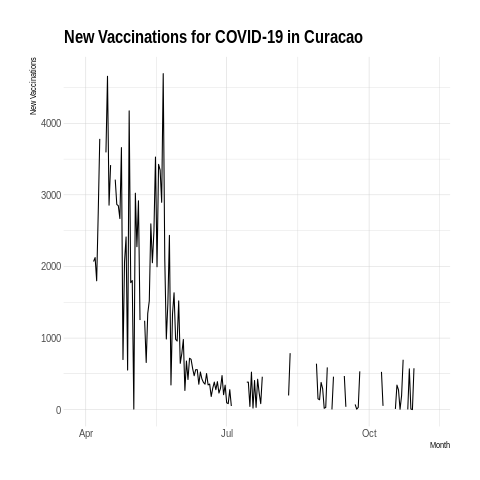 New Vaccinations for COVID-19 in Curacao
New Vaccinations
4000
3000
2000
1000
0
Apr
Jul
Oct
Month